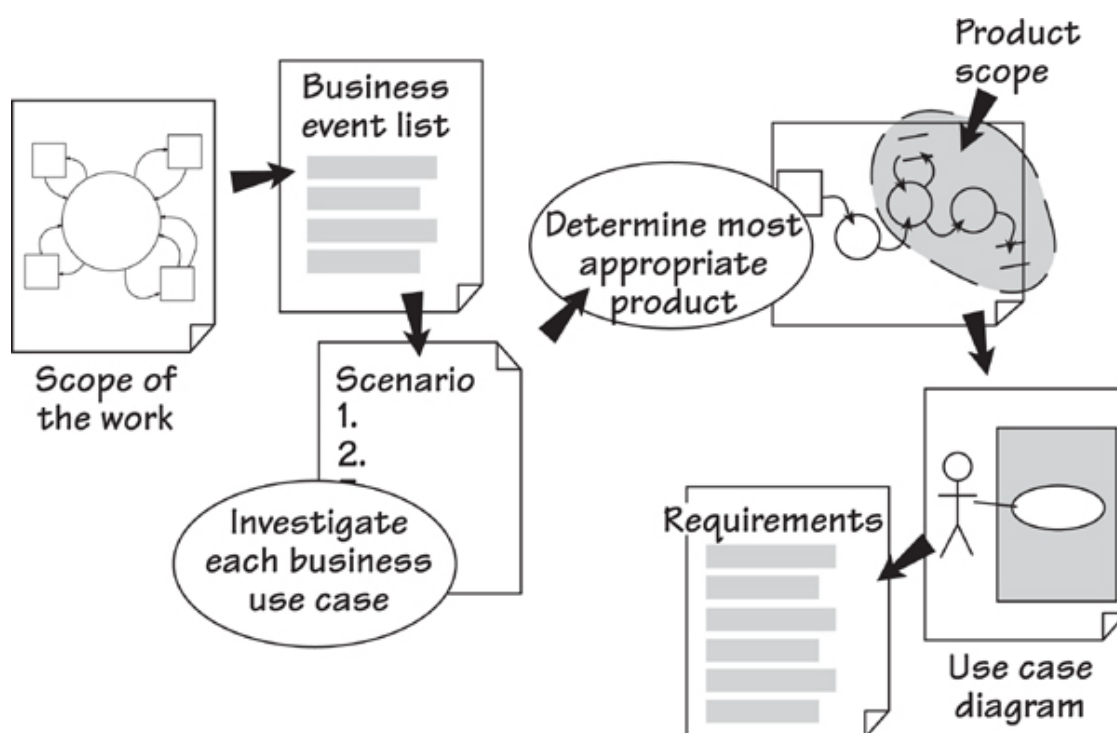 Scope of
the work
Business
event list
Scenario
1.
2.
Investigate
each business
use case
Determine most
appropriate
product
Product
scope
Use case
diagram
Requirements